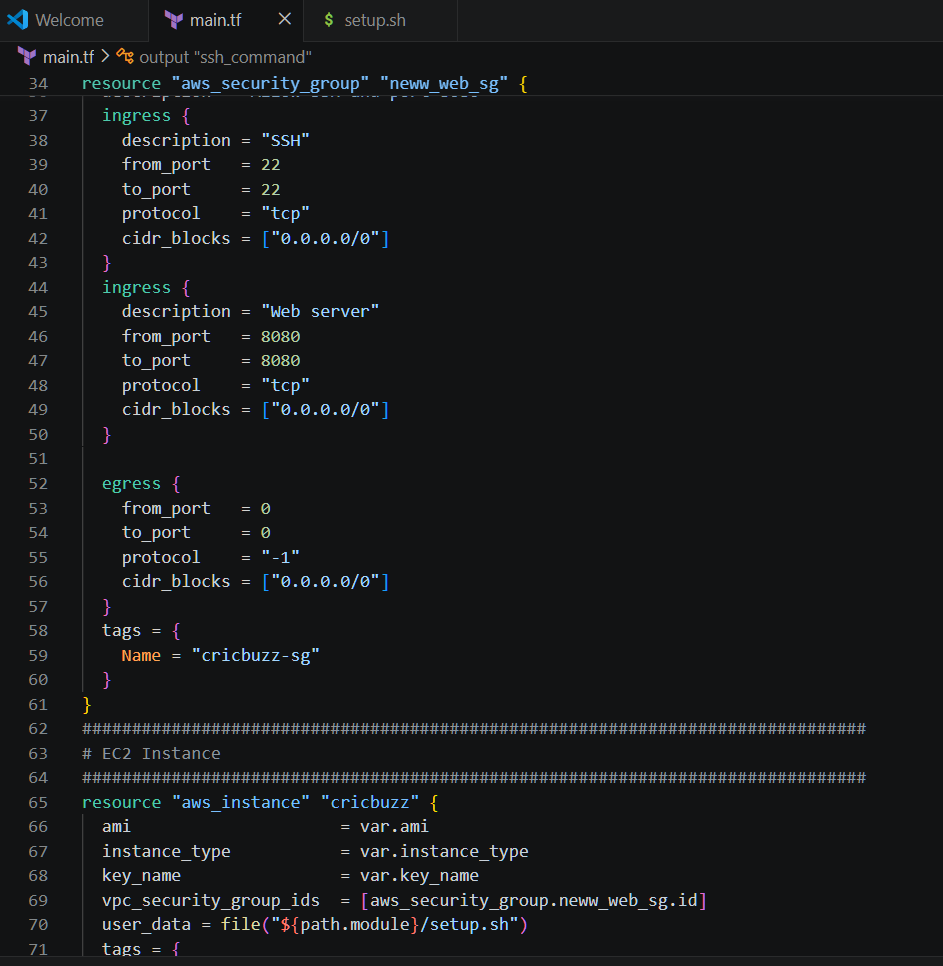 Welcome
main.tf
$ setup.sh
main.tf > output "ssh_command"
34 resource "aws_security_group" "neww_web_sg" {
37 ingress {
38 description = "SSH"
39 from_port = 22
40 to_port = 22
41 protocol = "tcp"
42 cidr_blocks = ["0.0.0.0/0"]
43 }
44 ingress {
45 description = "Web server"
46 from_port = 8080
47 to_port = 8080
48 protocol = "tcp"
49 cidr_blocks = ["0.0.0.0/0"]
50 }
51
52 egress {
53 from_port = 0
54 to_port = 0
55 protocol = "-1"
56 cidr_blocks = ["0.0.0.0/0"]
57 }
58 tags = {
59 Name = "cricbuzz-sg"
60 }
61 }
62 ################################################################################
63 # EC2 Instance
64 ################################################################################
65 resource "aws_instance" "cricbuzz" {
66 ami = var.ami
67 instance_type = var.instance_type
68 key_name = var.key_name
69 vpc_security_group_ids = [aws_security_group.neww_web_sg.id]
70 user_data = file("${path.module}/setup.sh")
71 tags = {